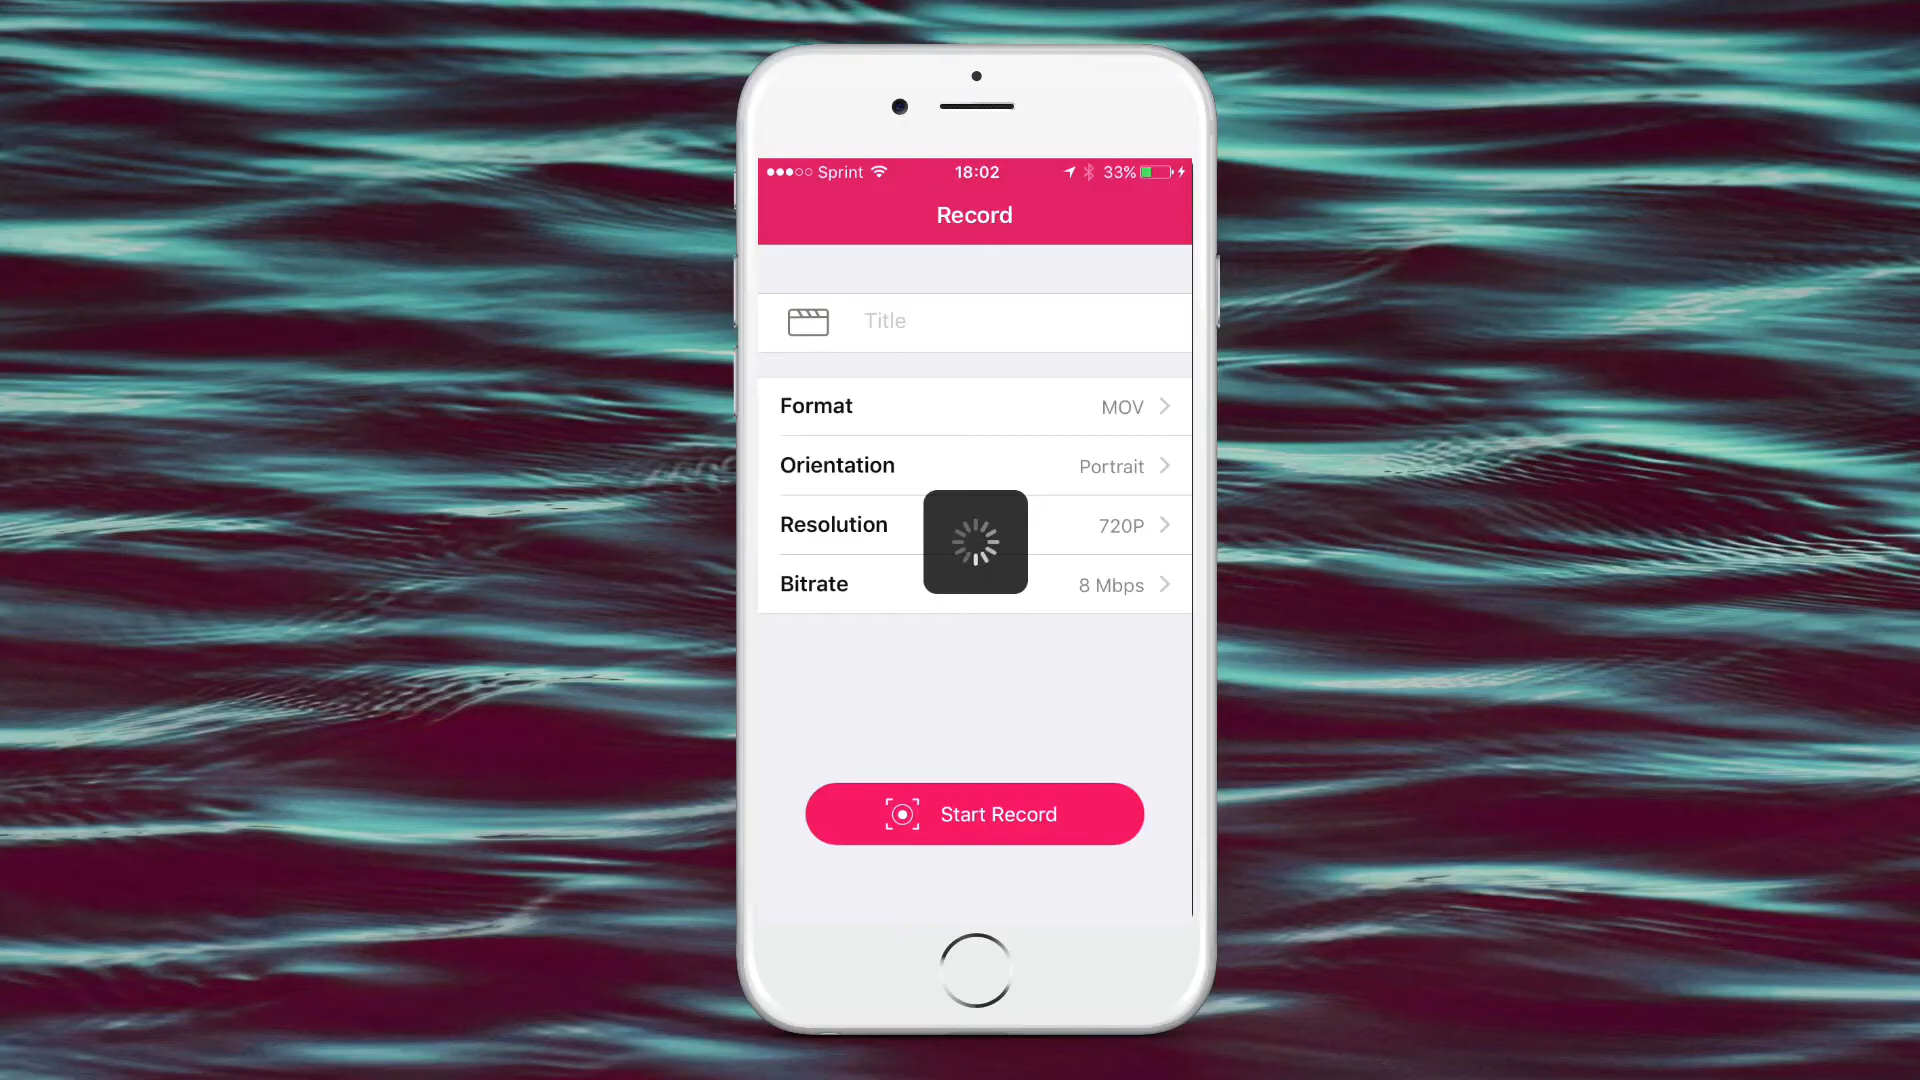 Sprint 18:02 33%
Record
Title
Format MOV
Orientation Portrait
Resolution 720P
Bitrate 8 Mbps
Start Record